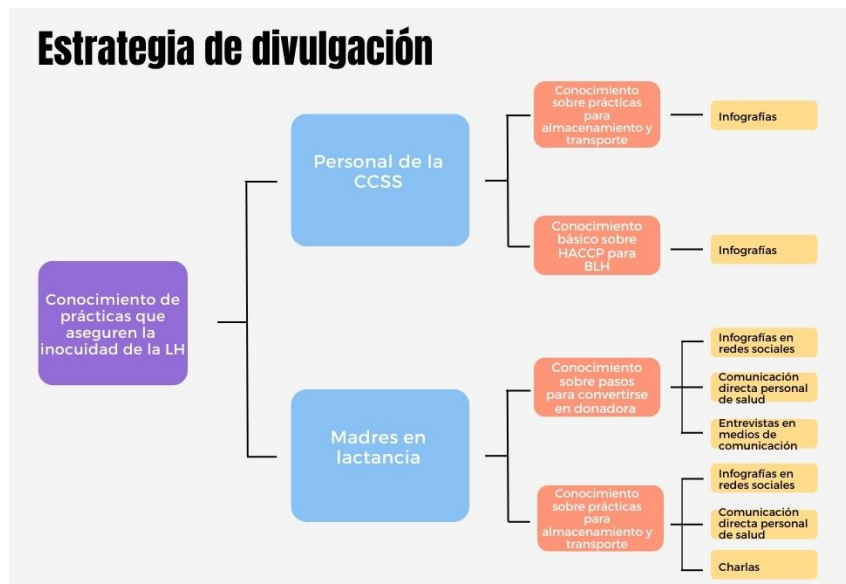 Estrategia de divulgación
Conocimiento de
prácticas que
aseguren la
inocuidad de la LH
Personal de la
CCSS
Conocimiento
sobre prácticas
para
almacenamiento y
transporte
Infografías
Conocimiento
básico sobre
HACCP para
BLH
Infografías
Madres en
lactancia
Conocimiento
sobre pasos
para convertirse
en donadora
Infografías en
redes sociales
Comunicación
directa personal
de salud
Entrevistas en
medios de
comunicación
Conocimiento
sobre prácticas
para
almacenamiento y
transporte
Infografías en
redes sociales
Comunicación
directa personal
de salud
Charlas